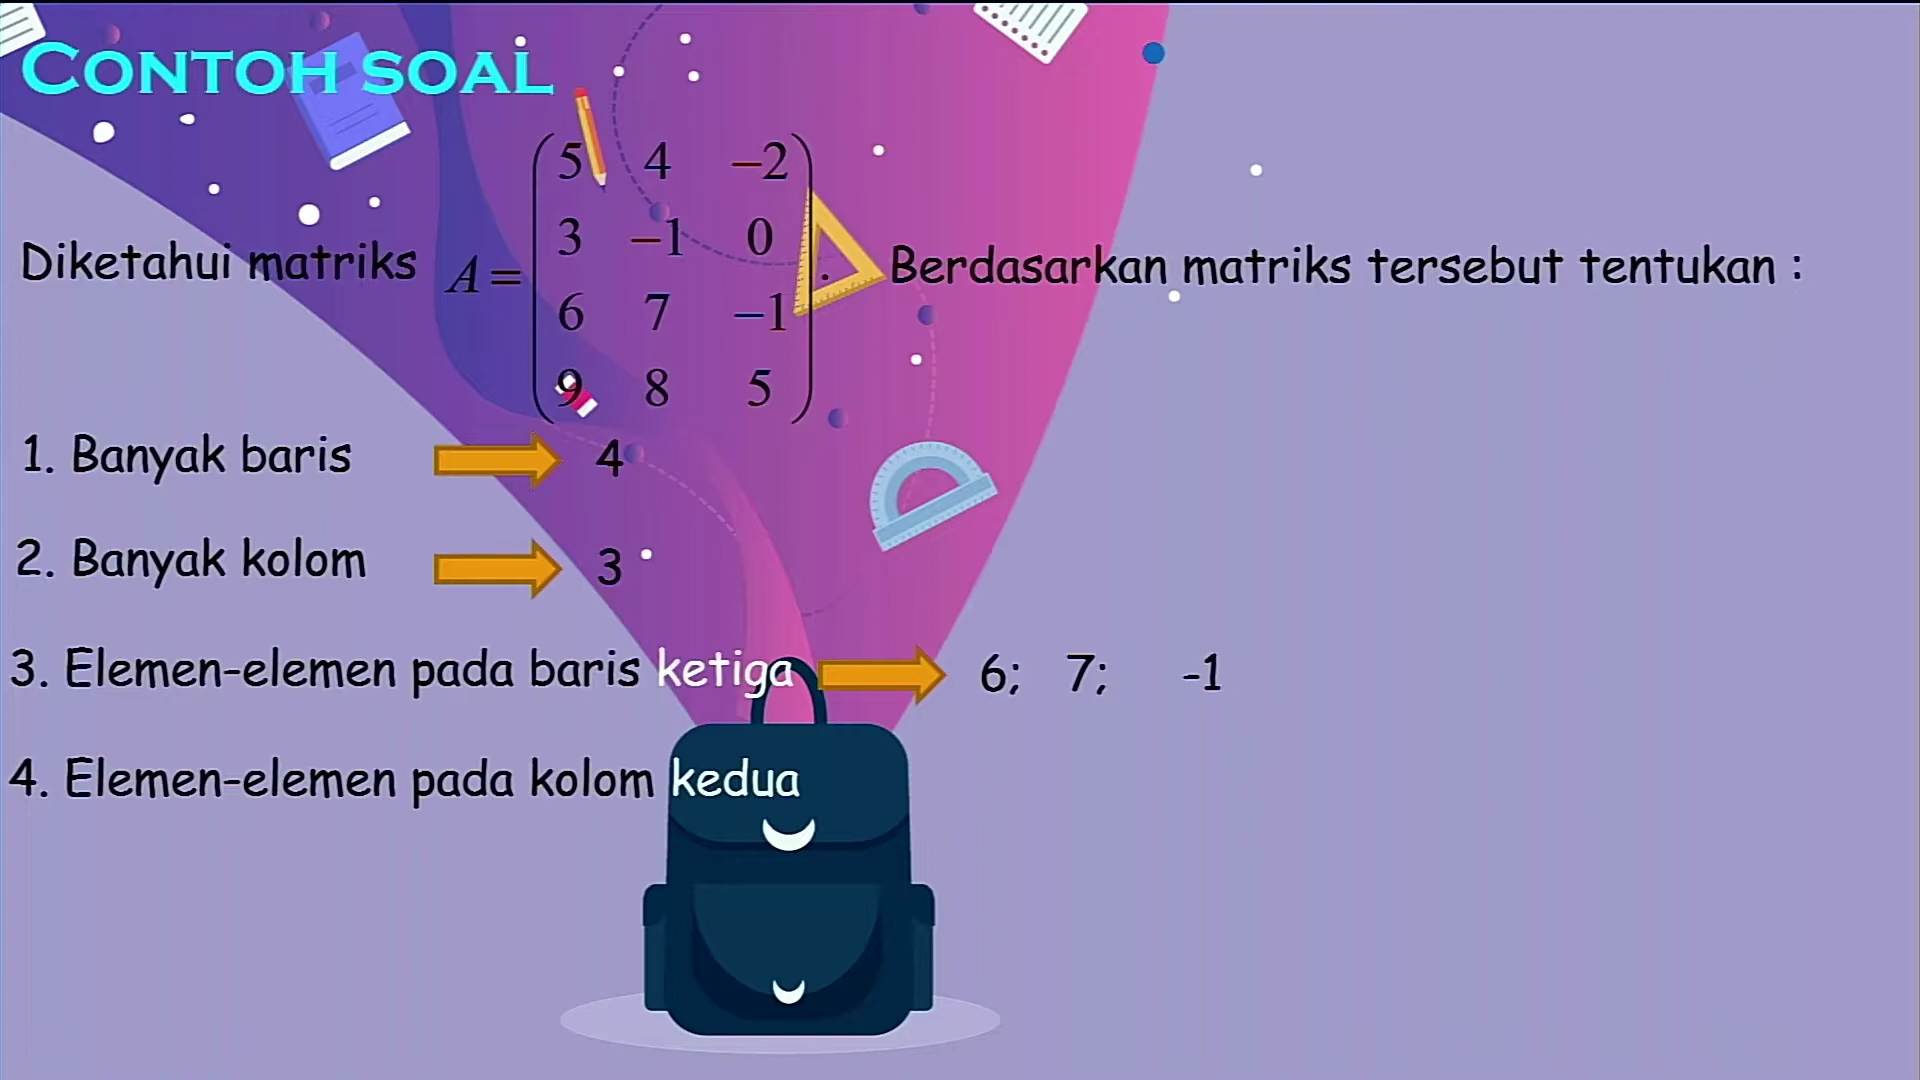 CONTOH SOAL
5 4 −2
3 −1 0
Diketahui matriks A = . Berdasarkan matriks tersebut tentukan :
6 7 −1
9 8 5
1. Banyak baris 4
2. Banyak kolom 3
3. Elemen-elemen pada baris ketiga 6; 7; -1
4. Elemen-elemen pada kolom kedua